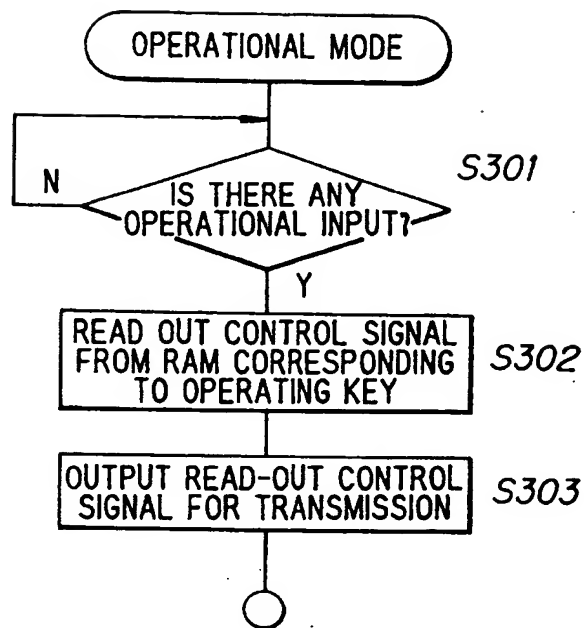 OPERATIONAL MODE
S301
N
IS THERE ANY
OPERATIONAL INPUT?
Y
READ OUT CONTROL SIGNAL
FROM RAM CORRESPONDING
TO OPERATING KEY
S302
OUTPUT READ-OUT CONTROL
SIGNAL FOR TRANSMISSION
S303